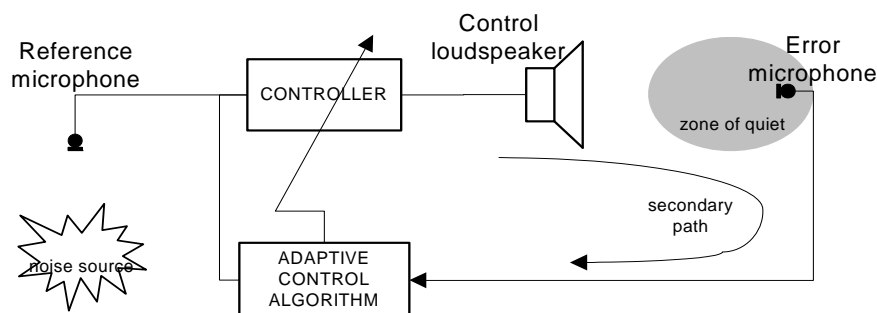 Reference
microphone
CONTROLLER
Control
loudspeaker
Error
microphone
zone of quiet
secondary
path
noise source
ADAPTIVE
CONTROL
ALGORITHM